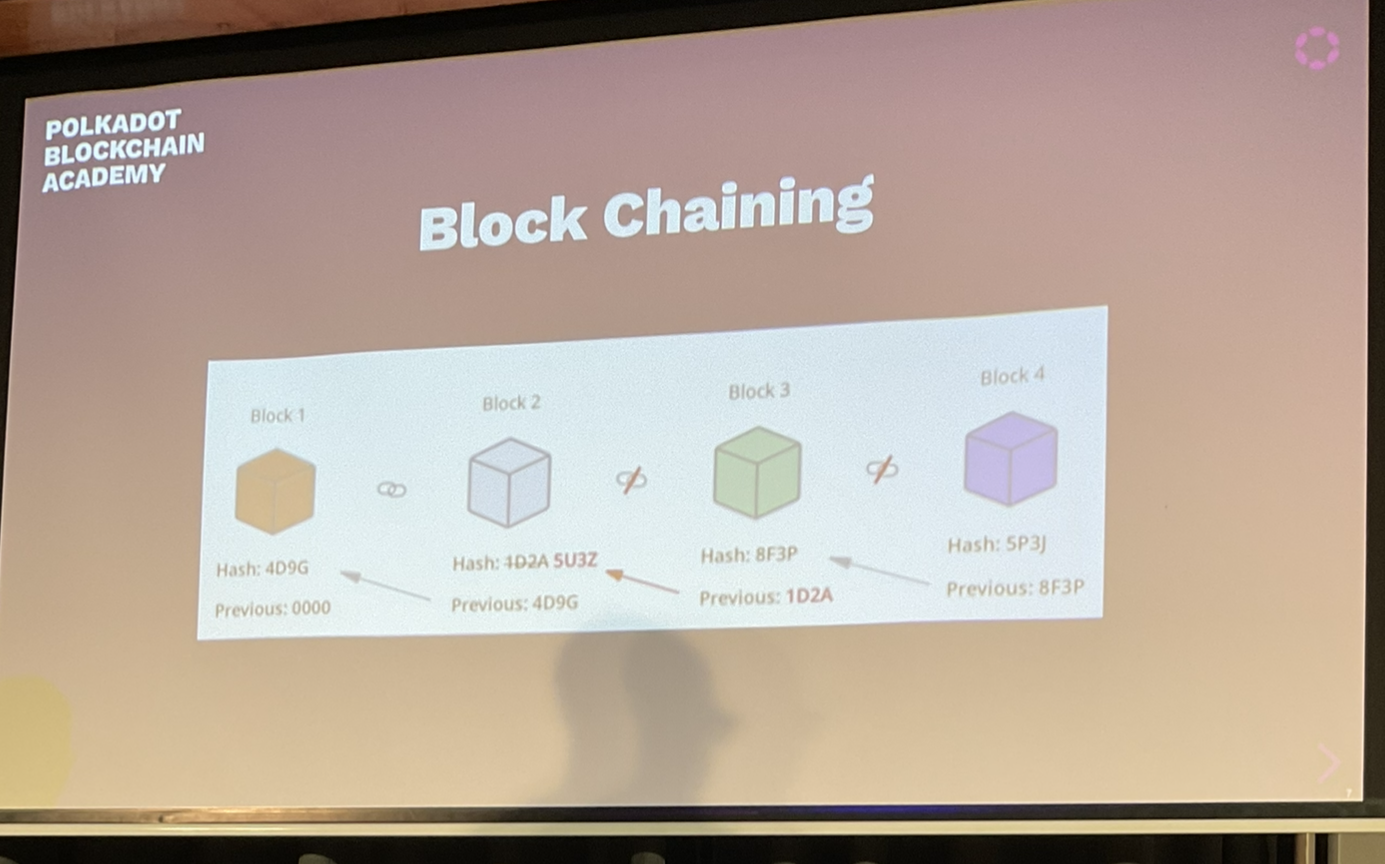 POLKADOT
BLOCKCHAIN
ACADEMY
Block Chaining
Block 1
Block 2
Block 3
Block 4
Hash: 4D9G
Previous: 0000
Hash: 1D2A 5U3Z
Previous: 4D9G
Hash: 8F3P
Previous: 1D2A
Hash: 5P3J
Previous: 8F3P